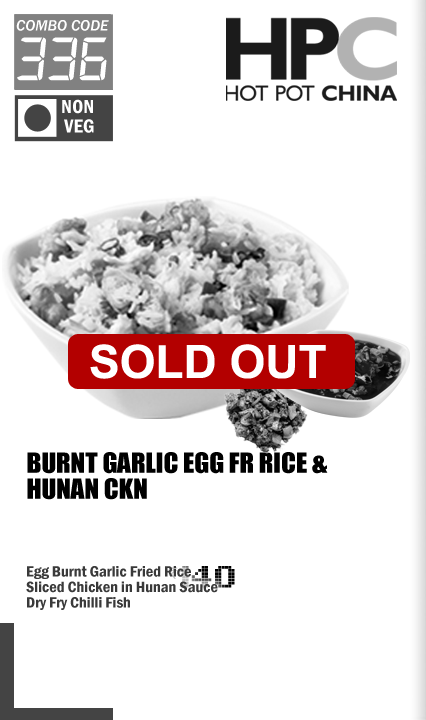 COMBO CODE
336
NON
VEG
HPC
HOT POT CHINA
SOLD OUT
BURNT GARLIC EGG FR RICE &
HUNAN CKN
Egg Burnt Garlic Fried Rice
Sliced Chicken in Hunan Sauce
Dry Fry Chilli Fish